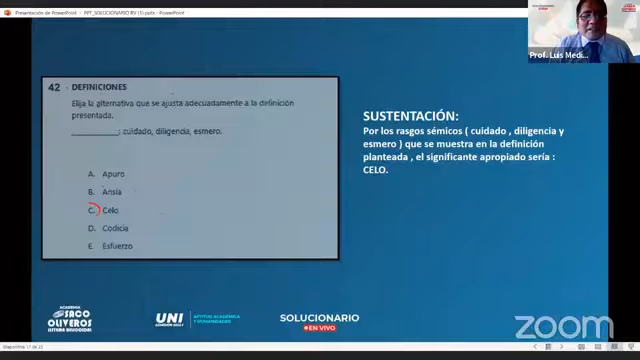 Presentación de PowerPoint - PPT_SOLUCIONARIO RV (1).pptx - PowerPoint
Prof. Luis Medi...
42 DEFINICIONES
Elija la alternativa que se ajusta adecuadamente a la definición
presentada.
__________: cuidado, diligencia, esmero.
A. Apuro
B. Ansia
C. Celo
D. Codicia
E. Esfuerzo
SUSTENTACIÓN:
Por los rasgos sémicos ( cuidado , diligencia y
esmero ) que se muestra en la definición
planteada , el significante apropiado sería :
CELO.
ACADEMIA
SACO
OLIVEROS
SISTEMA HELICOIDAL
UNI
APTITUD ACADÉMICA
Y HUMANIDADES
SOLUCIONARIO
EN VIVO
zoom